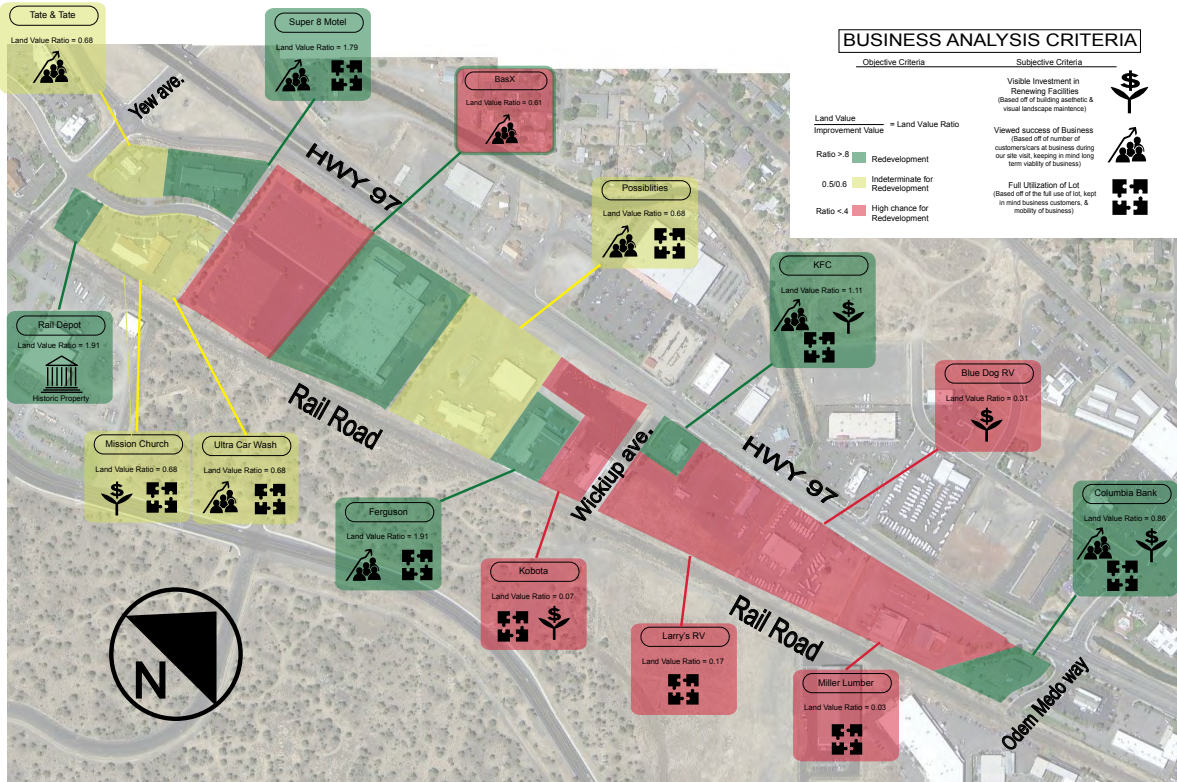 Tate & Tate
Land Value Ratio = 0.68
Super 8 Motel
Land Value Ratio = 1.79
BasX
Land Value Ratio = 0.61
Possiblities
Land Value Ratio = 0.68
KFC
Land Value Ratio = 1.11
Blue Dog RV
Land Value Ratio = 0.31
Columbia Bank
Land Value Ratio = 0.86
Rail Depot
Land Value Ratio = 1.91
Historic Property
Mission Church
Land Value Ratio = 0.68
Ultra Car Wash
Land Value Ratio = 0.68
Ferguson
Land Value Ratio = 1.91
Kobota
Land Value Ratio = 0.07
Larry's RV
Land Value Ratio = 0.17
Miller Lumber
Land Value Ratio = 0.03
Yew ave.
HWY 97
Rail Road
Wickiup ave.
HWY 97
Rail Road
Odem Medo way
N
BUSINESS ANALYSIS CRITERIA
Objective Criteria
Land Value
Improvement Value
= Land Value Ratio
Ratio >.8
Redevelopment
0.5/0.6
Indeterminate for
Redevelopment
Ratio <.4
High chance for
Redevelopment
Subjective Criteria
Visible Investment in
Renewing Facilities
(Based off of building asethetic &
visual landscape maintence)
Viewed success of Business
(Based off of number of
customers/cars at business during
our site visit, keeping in mind long
term viablity of business)
Full Utilization of Lot
(Based off of the full use of lot, kept
in mind business customers, &
mobility of business)